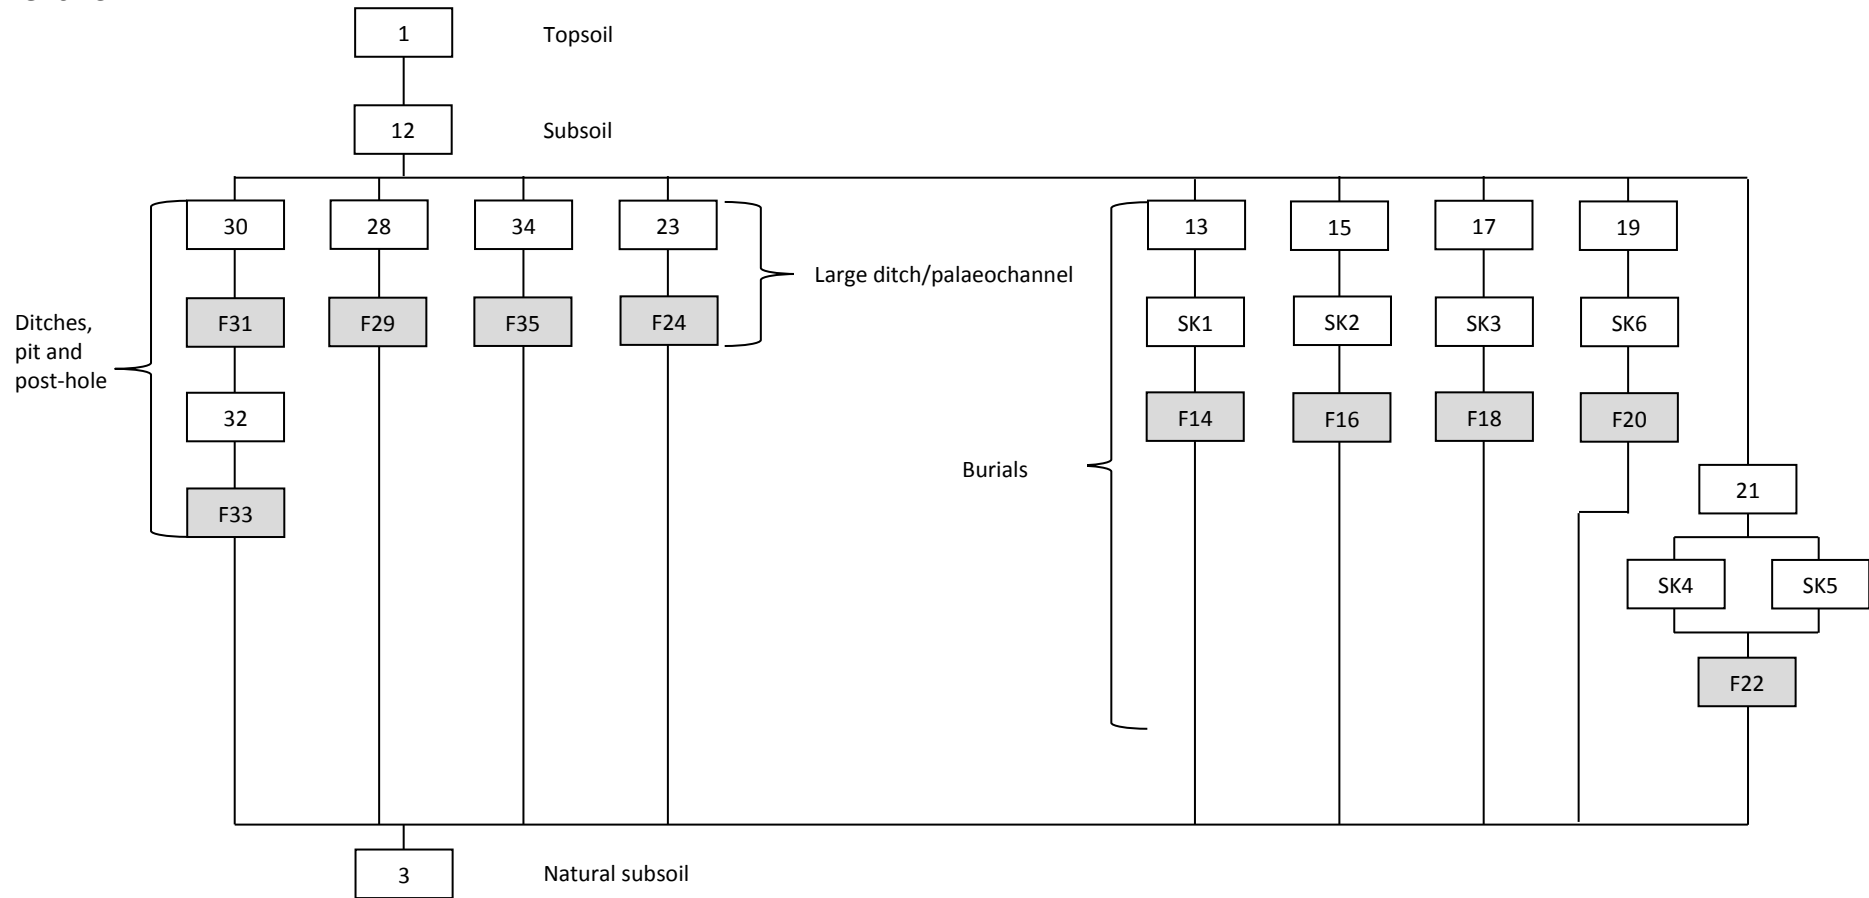 1 Topsoil
12 Subsoil
30 28 34 23 13 15 17 19
Large ditch/palaeochannel
Ditches,
pit and
post-hole
F31 F29 F35 F24 SK1 SK2 SK3 SK6
32 F14 F16 F18 F20
Burials
21
F33
SK4 SK5
F22
3 Natural subsoil